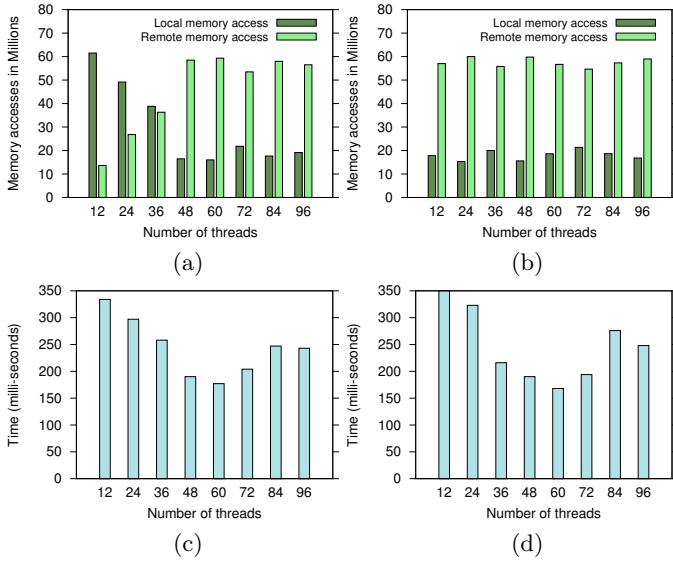 80
70
60
50
40
30
20
10
0
Memory accesses in Millions
Local memory access
Remote memory access
12 24 36 48 60 72 84 96
Number of threads
(a)
80
70
60
50
40
30
20
10
0
Memory accesses in Millions
Local memory access
Remote memory access
12 24 36 48 60 72 84 96
Number of threads
(b)
350
300
250
200
150
100
50
0
Time (milli-seconds)
12 24 36 48 60 72 84 96
Number of threads
(c)
350
300
250
200
150
100
50
0
Time (milli-seconds)
12 24 36 48 60 72 84 96
Number of threads
(d)